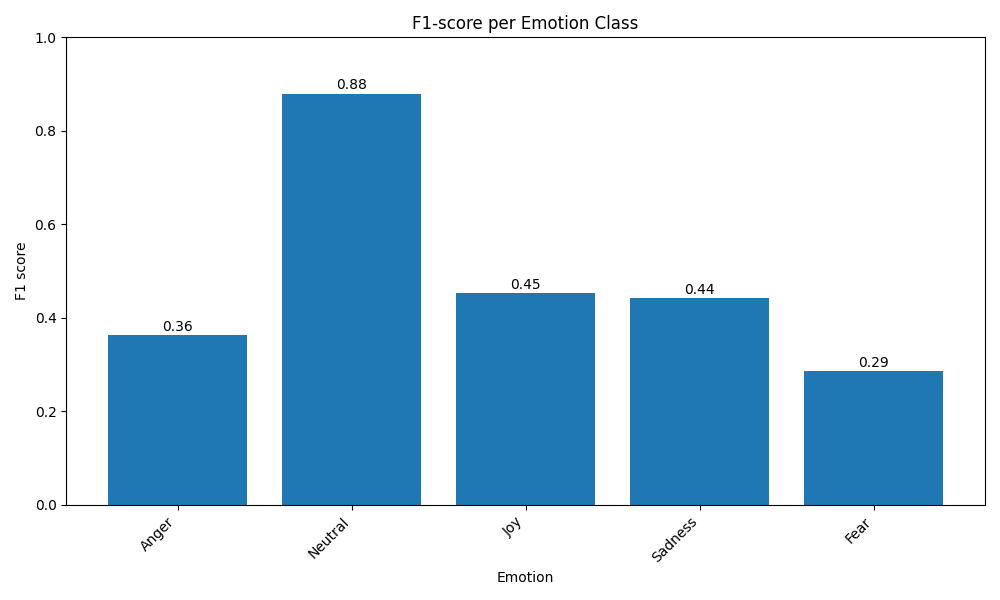 F1-score per Emotion Class
1.0
0.8
0.6
0.4
0.2
0.0
F1 score
0.36
0.88
0.45
0.44
0.29
Anger
Neutral
Joy
Sadness
Fear
Emotion